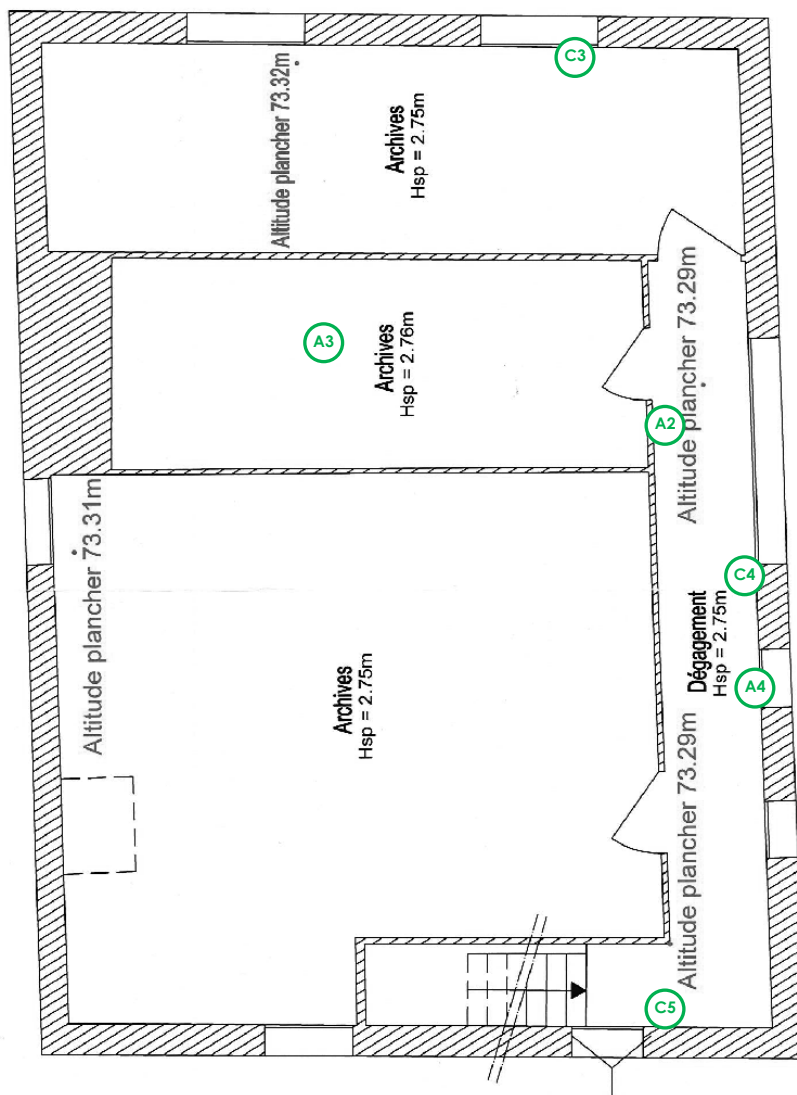 C3
Altitude plancher 73.32m
Archives
Hsp = 2.75m
A3
Archives
Hsp = 2.76m
Altitude plancher 73.29m
A2
Altitude plancher 73.31m
C4
Archives
Hsp = 2.75m
Dégagement
Hsp = 2.75m
A4
Altitude plancher 73.29m
C5